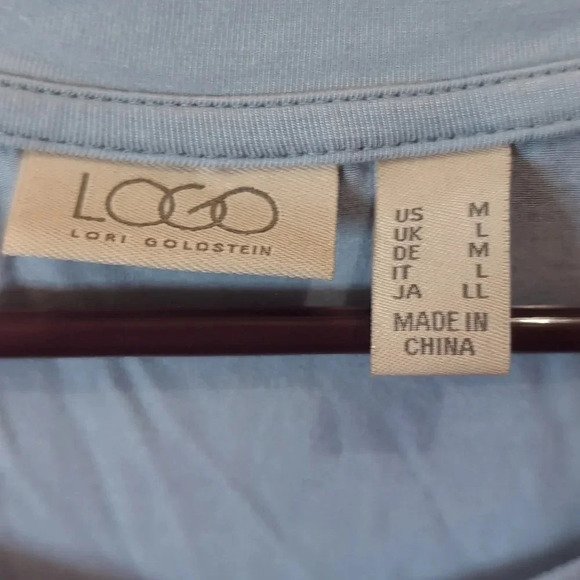 LOGO
LORI GOLDSTEIN
US M
UK L
DE M
IT L
JA LL
MADE IN
CHINA